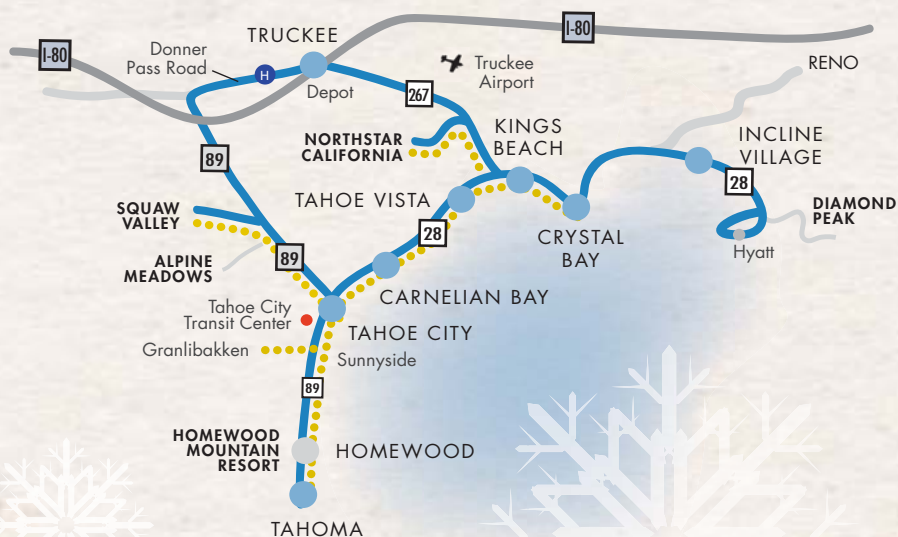 I-80
I-80
TRUCKEE
Donner
Pass Road
H
Depot
Truckee
Airport
RENO
267
NORTHSTAR
CALIFORNIA
KINGS
BEACH
INCLINE
VILLAGE
89
28
TAHOE VISTA
SQUAW
VALLEY
DIAMOND
PEAK
28
CRYSTAL
BAY
Hyatt
ALPINE
MEADOWS
89
CARNELIAN BAY
Tahoe City
Transit Center
TAHOE CITY
Granlibakken
Sunnyside
89
HOMEWOOD
MOUNTAIN
RESORT
HOMEWOOD
TAHOMA